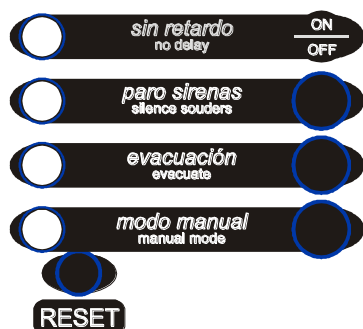 sin retardo
no delay
ON
OFF
paro sirenas
silence souders
evacuación
evacuate
modo manual
manual mode
RESET